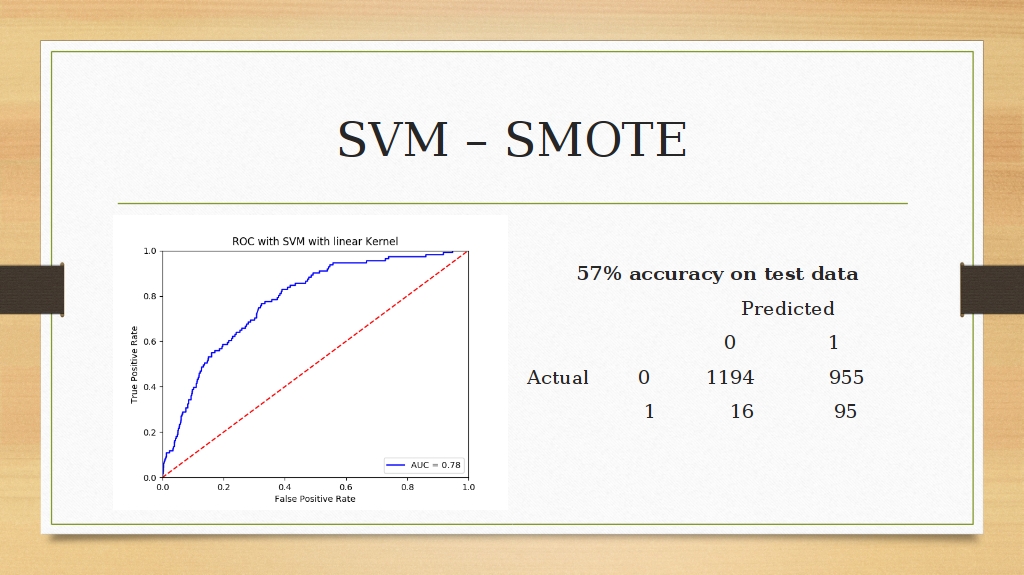 SVM – SMOTE
ROC with SVM with linear Kernel
1.0
0.8
0.6
0.4
0.2
0.0
True Positive Rate
0.0 0.2 0.4 0.6 0.8 1.0
False Positive Rate
AUC = 0.78
57% accuracy on test data
Predicted
0 1
Actual 0 1194 955
1 16 95